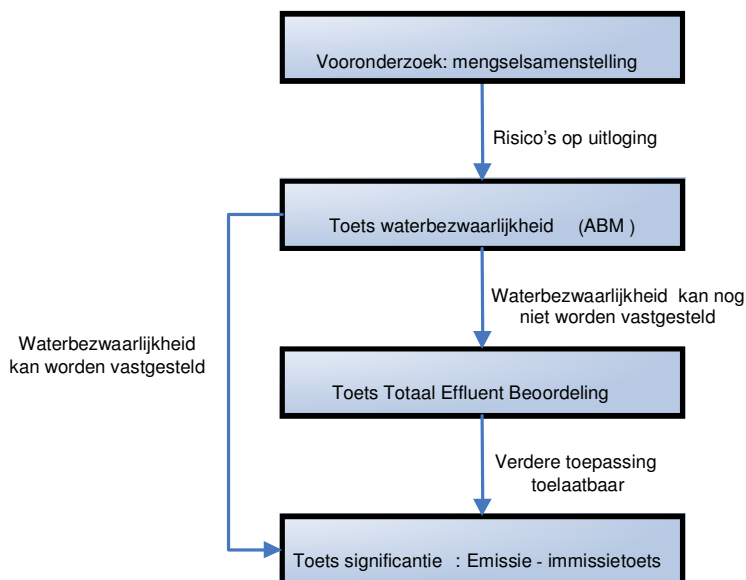 Vooronderzoek: mengselsamenstelling
Risico's op uitloging
Toets waterbezwaarlijkheid (ABM )
Waterbezwaarlijkheid kan nog
niet worden vastgesteld
Waterbezwaarlijkheid
kan worden vastgesteld
Toets Totaal Effluent Beoordeling
Verdere toepassing
toelaatbaar
Toets significantie : Emissie - immissietoets